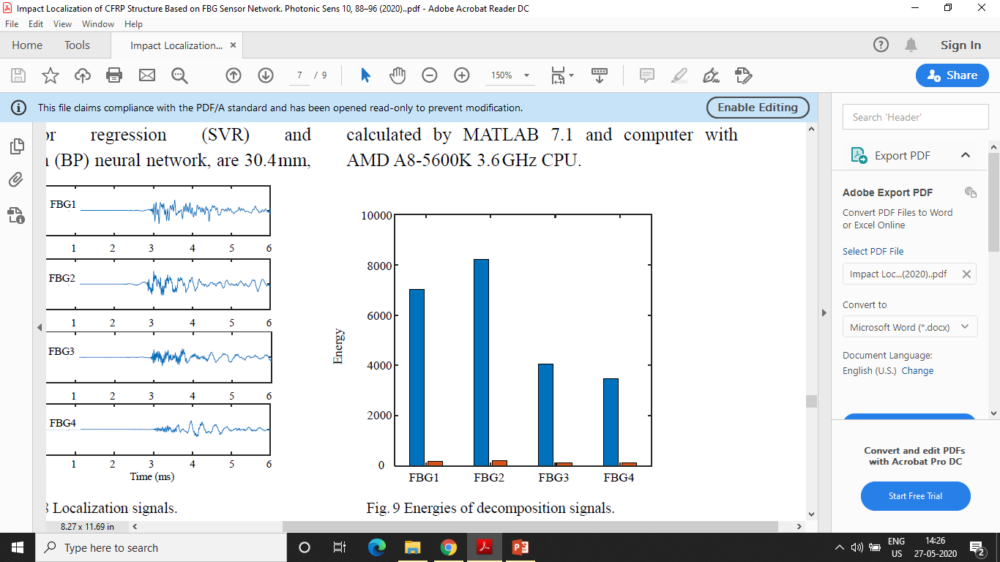 Impact Localization of CFRP Structure Based on FBG Sensor Network. Photonic Sens 10, 88–96 (2020)..pdf - Adobe Acrobat Reader DC
File Edit View Window Help
Home Tools Impact Localization... × Sign In
7 / 9 150% Share
This file claims compliance with the PDF/A standard and has been opened read-only to prevent modification. Enable Editing
or regression (SVR) and
(BP) neural network, are 30.4mm,
calculated by MATLAB 7.1 and computer with
AMD A8-5600K 3.6GHz CPU.
FBG1
1 2 3 4 5 6
FBG2
1 2 3 4 5 6
FBG3
1 2 3 4 5 6
FBG4
1 2 3 4 5 6
Time (ms)
8 Localization signals.
10000
8000
6000
4000
2000
0
Energy
FBG1 FBG2 FBG3 FBG4
Fig. 9 Energies of decomposition signals.
8.27 x 11.69 in
Search 'Header'
Export PDF
Adobe Export PDF
Convert PDF Files to Word
or Excel Online
Select PDF File
Impact Loc...(2020)..pdf
Convert to
Microsoft Word (*.docx)
Document Language:
English (U.S.) Change
Convert and edit PDFs
with Acrobat Pro DC
Start Free Trial
Type here to search
ENG
US
14:26
27-05-2020
2